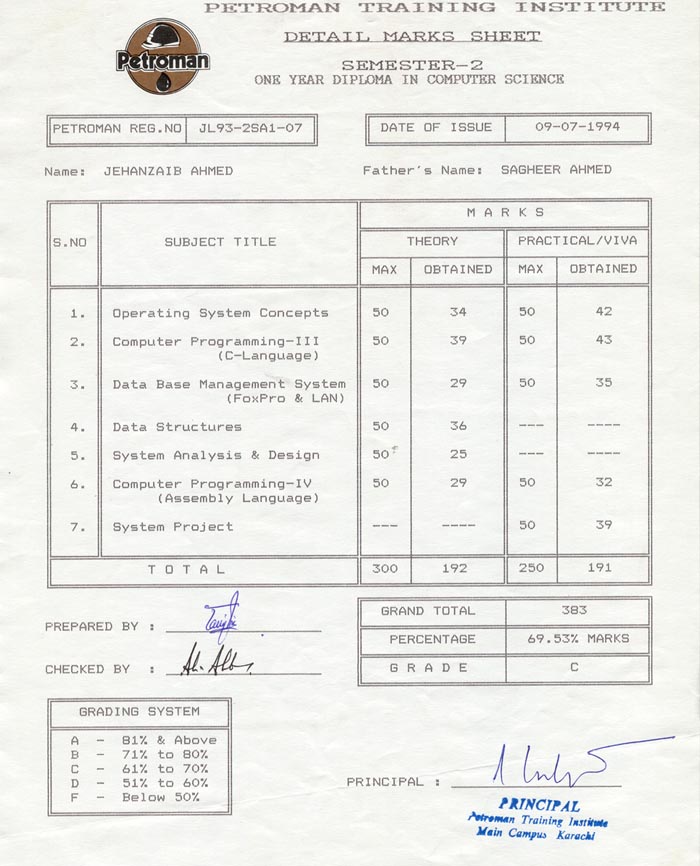 PETROMAN TRAINING INSTITUTE
Petroman
DETAIL MARKS SHEET
SEMESTER-2
ONE YEAR DIPLOMA IN COMPUTER SCIENCE
PETROMAN REG.NO JL93-2SA1-07 DATE OF ISSUE 09-07-1994
Name: JEHANZAIB AHMED Father's Name: SAGHEER AHMED
MARKS
S.NO SUBJECT TITLE THEORY PRACTICAL/VIVA
MAX OBTAINED MAX OBTAINED
1. Operating System Concepts 50 34 50 42
2. Computer Programming-III 50 39 50 43
(C-Language)
3. Data Base Management System 50 29 50 35
(FoxPro & LAN)
4. Data Structures 50 36 --- ----
5. System Analysis & Design 50 25 --- ----
6. Computer Programming-IV 50 29 50 32
(Assembly Language)
7. System Project --- ---- 50 39
TOTAL 300 192 250 191
PREPARED BY :
CHECKED BY :
GRAND TOTAL 383
PERCENTAGE 69.53% MARKS
GRADE C
GRADING SYSTEM
A - 81% & Above
B - 71% to 80%
C - 61% to 70%
D - 51% to 60%
F - Below 50%
PRINCIPAL :
PRINCIPAL
Petroman Training Institute
Main Campus Karachi